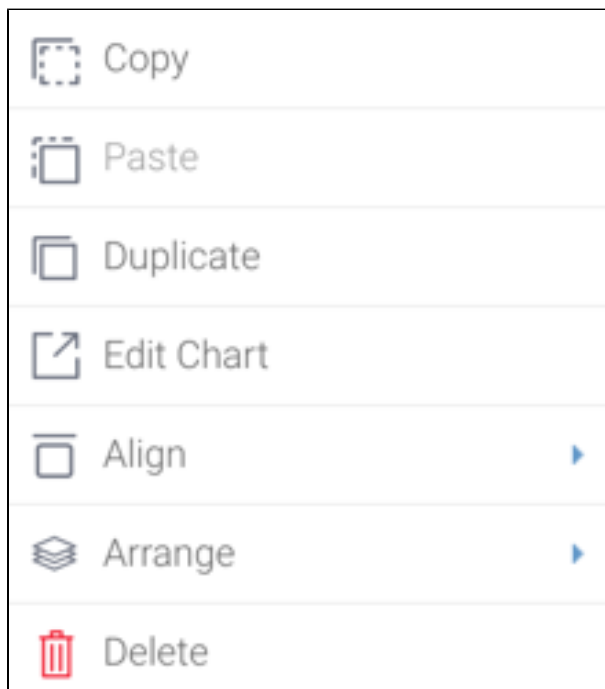 Copy
Paste
Duplicate
Edit Chart
Align
Arrange
Delete